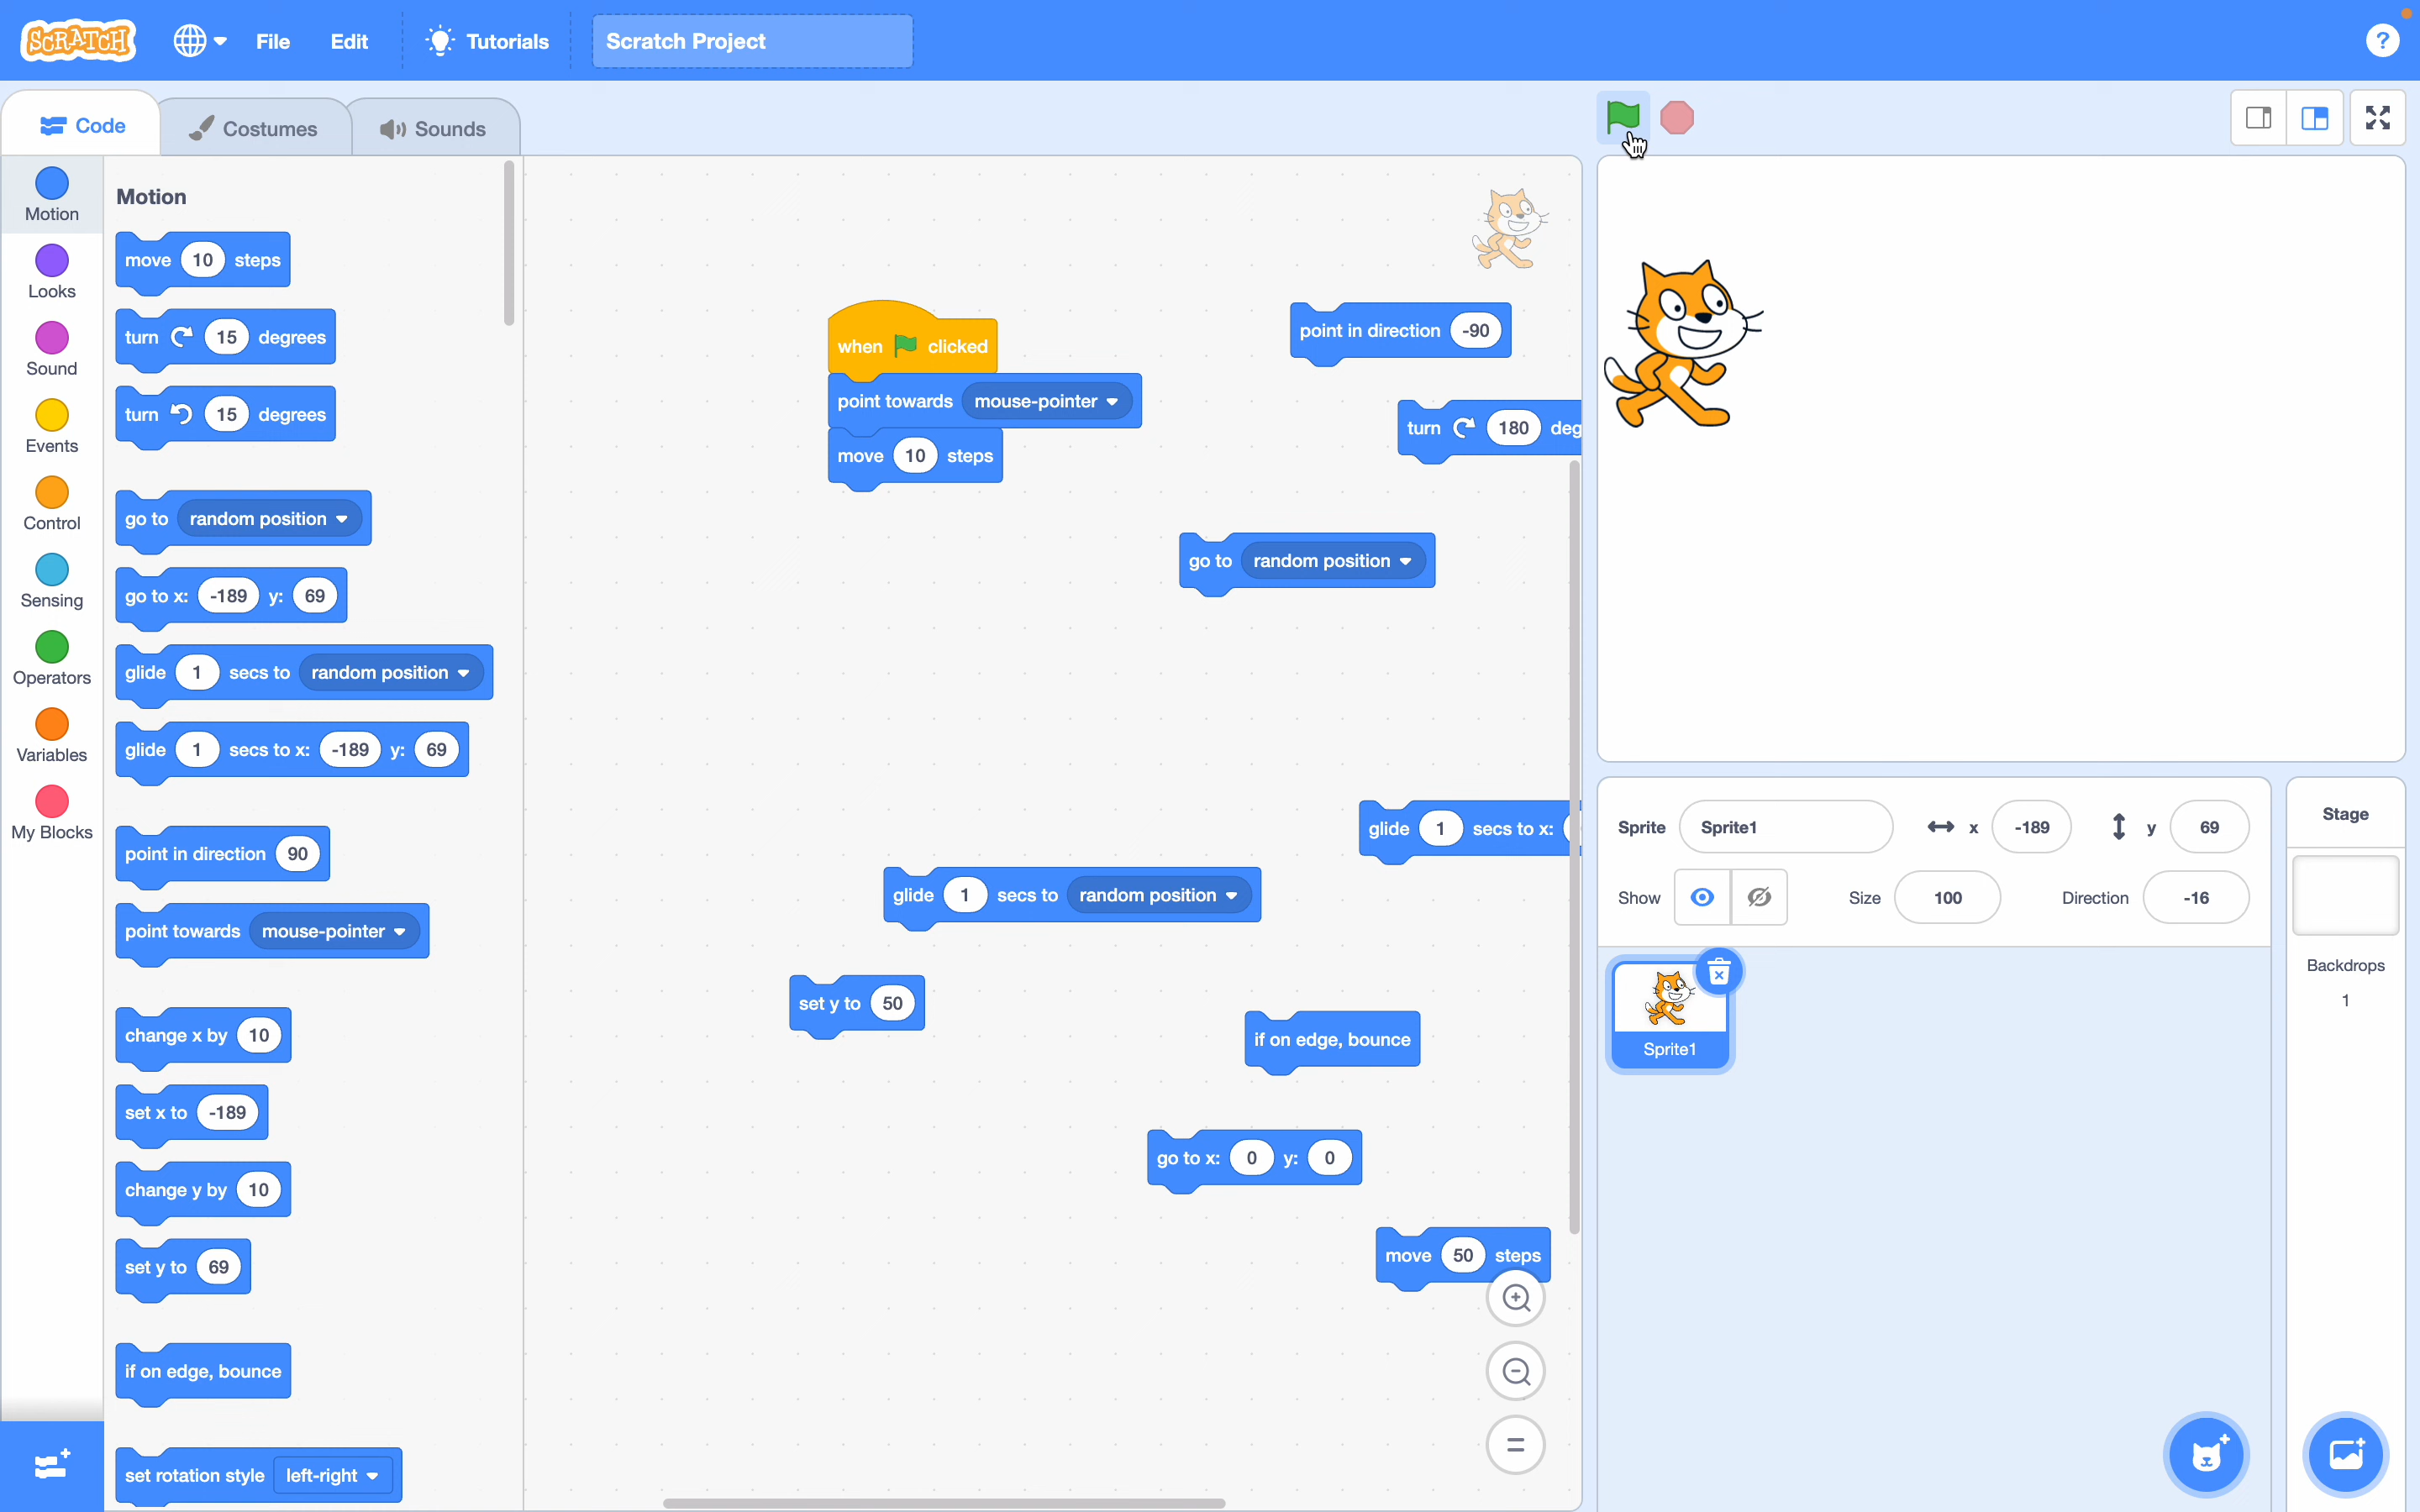 SCRATCH
File
Edit
Tutorials
Scratch Project
?
Code
Costumes
Sounds
Motion
Looks
Sound
Events
Control
Sensing
Operators
Variables
My Blocks
Motion
move 10 steps
turn 15 degrees
turn 15 degrees
go to random position
go to x: -189 y: 69
glide 1 secs to random position
glide 1 secs to x: -189 y: 69
point in direction 90
point towards mouse-pointer
change x by 10
set x to -189
change y by 10
set y to 69
if on edge, bounce
set rotation style left-right
when clicked
point towards mouse-pointer
move 10 steps
point in direction -90
turn 180 deg
go to random position
glide 1 secs to x:
glide 1 secs to random position
set y to 50
if on edge, bounce
go to x: 0 y: 0
move 50 steps
Sprite Sprite1 x -189 y 69
Show Size 100 Direction -16
Sprite1
Stage
Backdrops
1